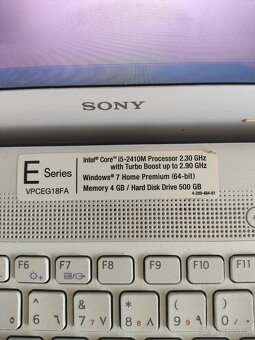 SONY
E Series
VPCEG18FA
Intel® Core™ i5-2410M Processor 2.30 GHz
with Turbo Boost up to 2.90 GHz
Windows® 7 Home Premium (64-bit)
Memory 4 GB / Hard Disk Drive 500 GB
F6 F7 F8 F9 F10 F11